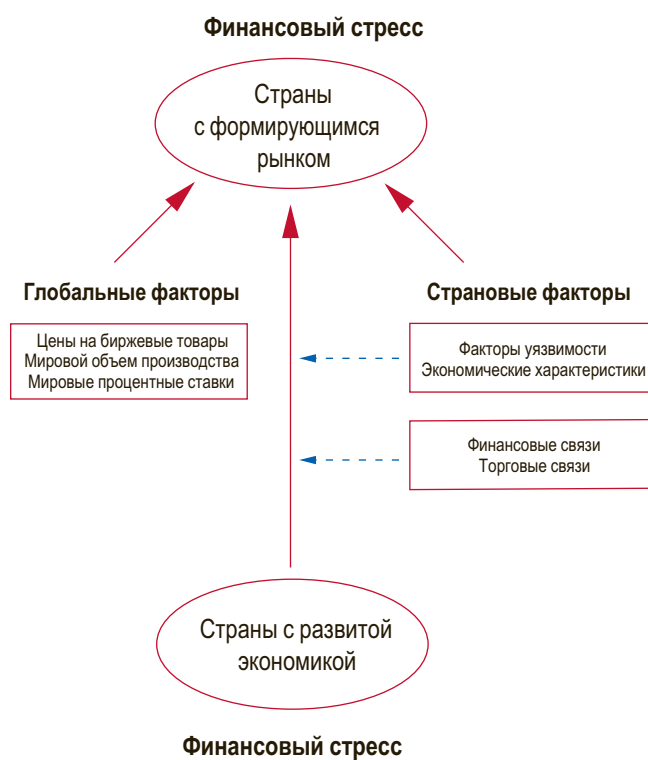 Финансовый стресс
Страны
с формирующимся
рынком
Глобальные факторы
Цены на биржевые товары
Мировой объем производства
Мировые процентные ставки
Страновые факторы
Факторы уязвимости
Экономические характеристики
Финансовые связи
Торговые связи
Страны с развитой
экономикой
Финансовый стресс